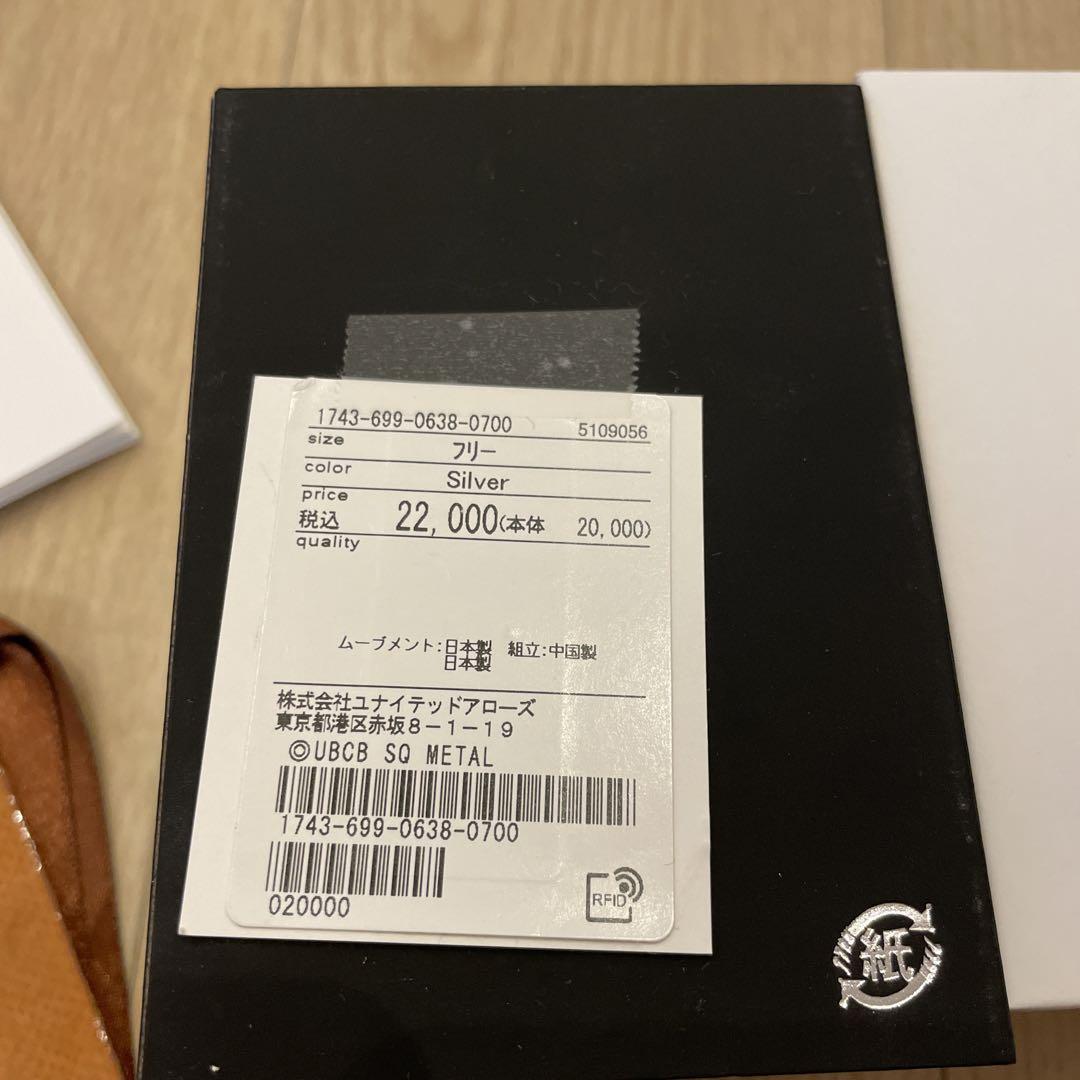 1743-699-0638-0700 5109056
size フリー
color Silver
price
税込 22,000(本体 20,000)
quality
ムーブメント:日本製 組立:中国製
日本製
株式会社ユナイテッドアローズ
東京都港区赤坂8-1-19
◎UBCB SQ METAL
1743-699-0638-0700
020000
RFID
紙